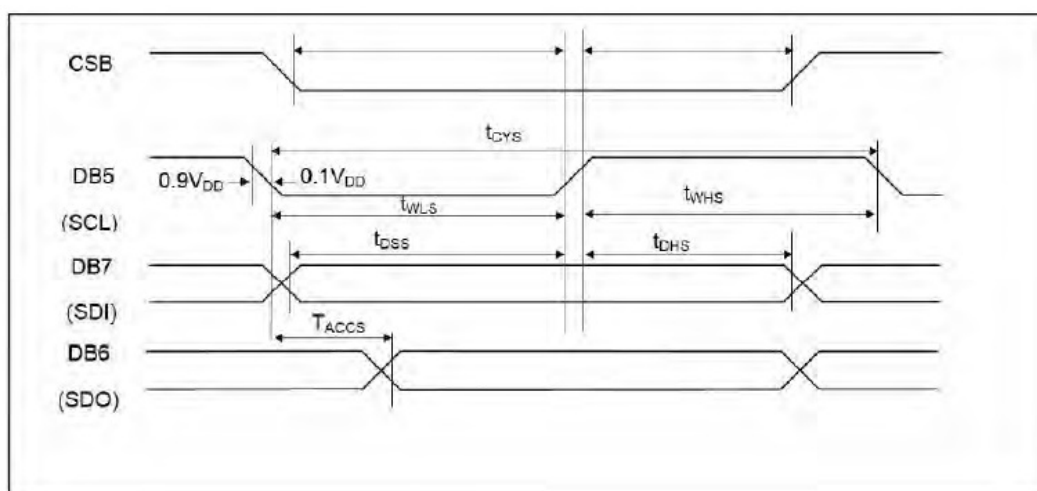 CSB
tCYS
DB5
0.9VDD
0.1VDD
(SCL)
tWLS
tWHS
tDSS
tDHS
DB7
(SDI)
TACCS
DB6
(SDO)